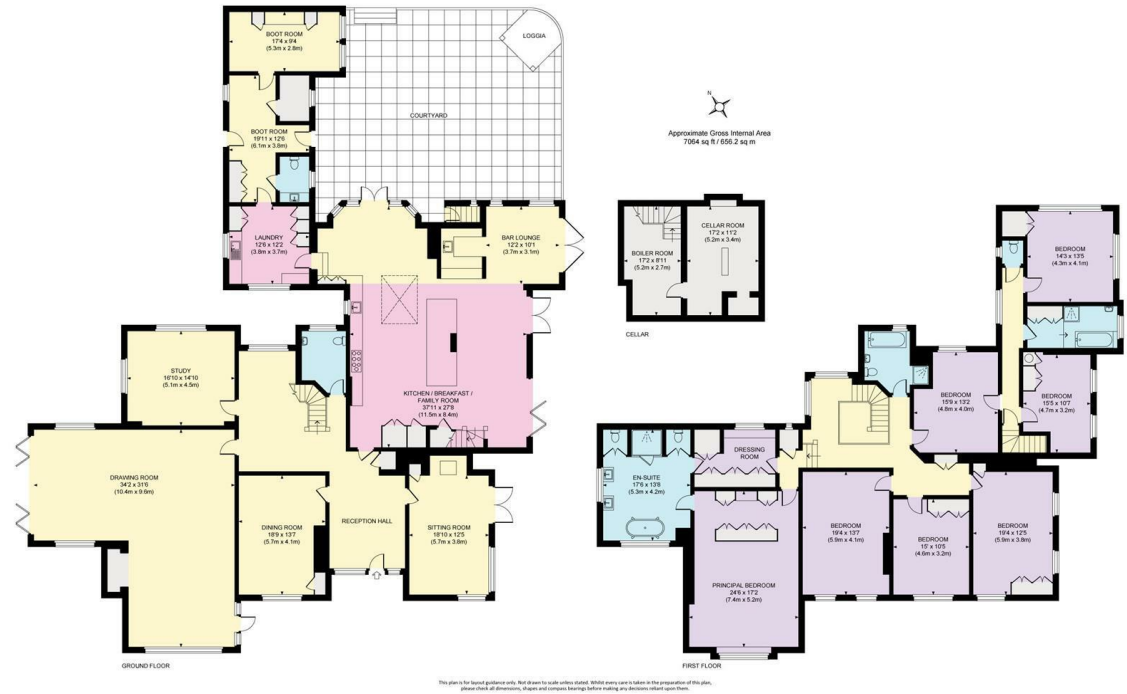 BOOT ROOM
17'4 x 9'4
(5.3m x 2.8m)
LOGGIA
COURTYARD
BOOT ROOM
19'11 x 12'6
(6.1m x 3.8m)
LAUNDRY
12'6 x 12'2
(3.8m x 3.7m)
BAR LOUNGE
12'2 x 10'1
(3.7m x 3.1m)
STUDY
16'10 x 14'10
(5.1m x 4.5m)
KITCHEN / BREAKFAST /
FAMILY ROOM
37'11 x 27'8
(11.5m x 8.4m)
DRAWING ROOM
34'2 x 31'6
(10.4m x 9.6m)
DINING ROOM
18'9 x 13'7
(5.7m x 4.1m)
RECEPTION HALL
SITTING ROOM
18'10 x 12'5
(5.7m x 3.8m)
GROUND FLOOR
N
Approximate Gross Internal Area
7064 sq ft / 656.2 sq m
BOILER ROOM
17'2 x 8'11
(5.2m x 2.7m)
CELLAR ROOM
17'2 x 11'2
(5.2m x 3.4m)
CELLAR
BEDROOM
14'3 x 13'5
(4.3m x 4.1m)
BEDROOM
15'9 x 13'2
(4.8m x 4.0m)
BEDROOM
15'5 x 10'7
(4.7m x 3.2m)
DRESSING
ROOM
EN-SUITE
17'6 x 13'8
(5.3m x 4.2m)
BEDROOM
19'4 x 13'7
(5.9m x 4.1m)
BEDROOM
15' x 10'5
(4.6m x 3.2m)
BEDROOM
19'4 x 12'5
(5.9m x 3.8m)
PRINCIPAL BEDROOM
24'6 x 17'2
(7.4m x 5.2m)
FIRST FLOOR
This plan is for layout guidance only. Not drawn to scale unless stated. Whilst every care is taken in the preparation of this plan,
please check all dimensions, shapes and compass bearings before making any decisions reliant upon them.